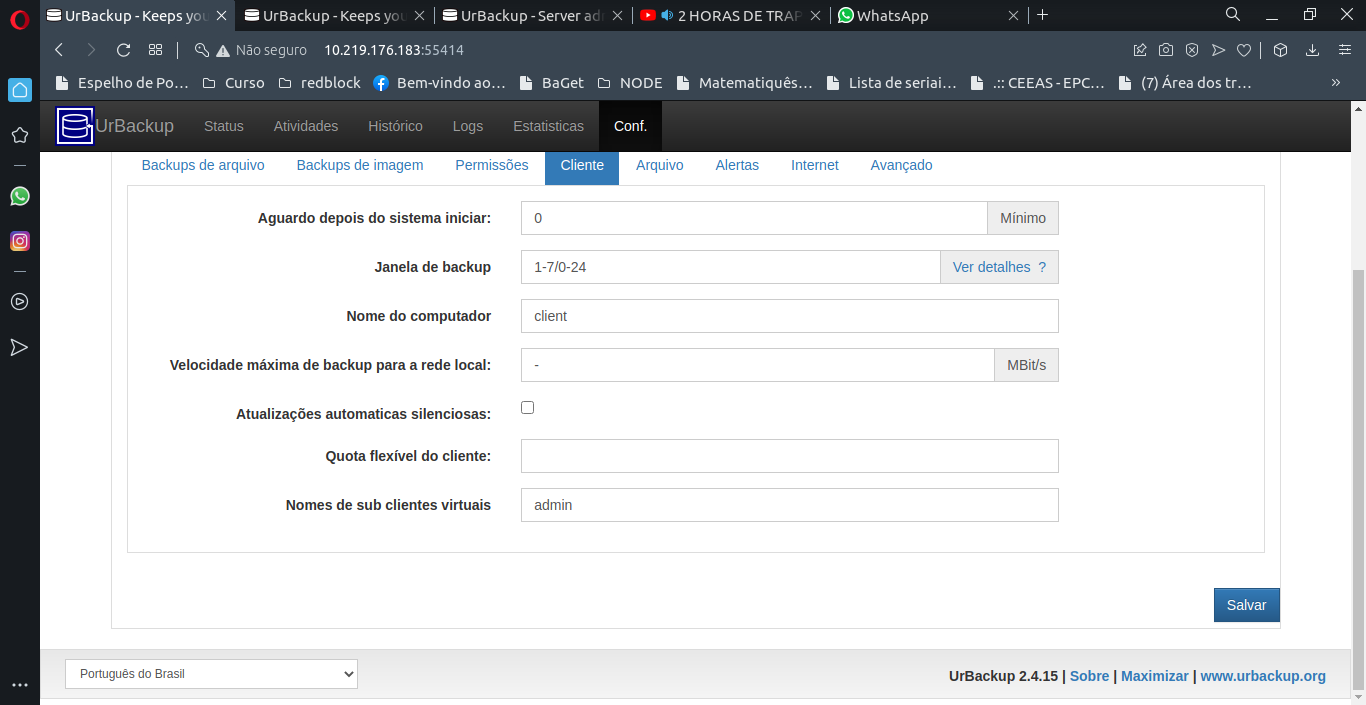 UrBackup - Keeps you
UrBackup - Keeps you
UrBackup - Server ad
2 HORAS DE TRAP
WhatsApp
Não seguro 10.219.176.183:55414
Espelho de Po... Curso redblock Bem-vindo ao... BaGet NODE Matematiquês... Lista de seriai... .:: CEEAS - EPC... (7) Área dos tr... »
UrBackup Status Atividades Histórico Logs Estatisticas Conf.
Backups de arquivo Backups de imagem Permissões Cliente Arquivo Alertas Internet Avançado
Aguardo depois do sistema iniciar: 0 Mínimo
Janela de backup 1-7/0-24 Ver detalhes ?
Nome do computador client
Velocidade máxima de backup para a rede local: - MBit/s
Atualizações automaticas silenciosas:
Quota flexível do cliente:
Nomes de sub clientes virtuais admin
Salvar
Português do Brasil
UrBackup 2.4.15 | Sobre | Maximizar | www.urbackup.org